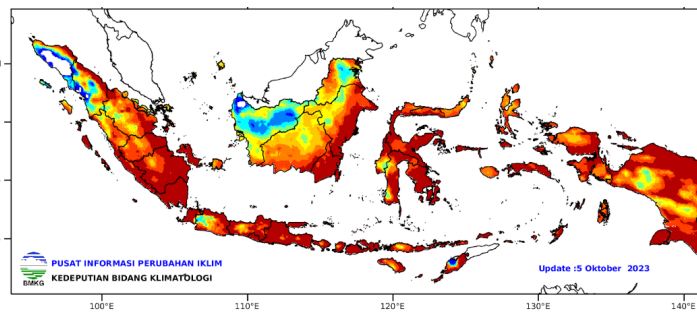 PUSAT INFORMASI PERUBAHAN IKLIM
KEDEPUTIAN BIDANG KLIMATOLOGI
BMKG
Update :5 Oktober 2023
100°E
110°E
120°E
130°E
140°E